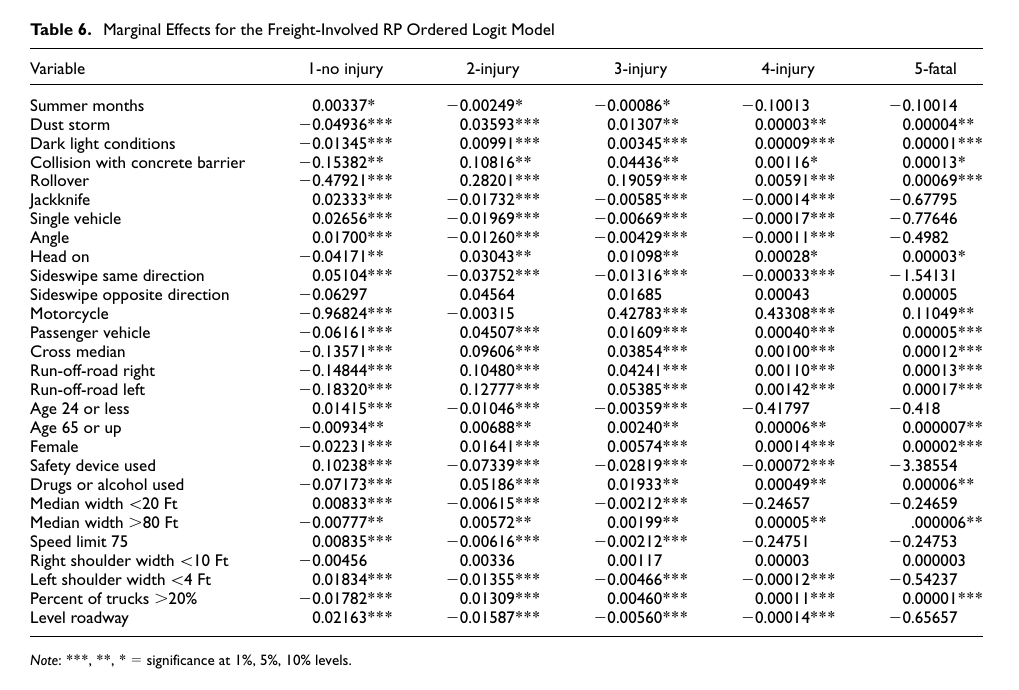 Table 6. Marginal Effects for the Freight-Involved RP Ordered Logit Model
Variable 1-no injury 2-injury 3-injury 4-injury 5-fatal
Summer months 0.00337* −0.00249* −0.00086* −0.10013 −0.10014
Dust storm −0.04936*** 0.03593*** 0.01307** 0.00003** 0.00004**
Dark light conditions −0.01345*** 0.00991*** 0.00345*** 0.00009*** 0.00001***
Collision with concrete barrier −0.15382** 0.10816** 0.04436** 0.00116* 0.00013*
Rollover −0.47921*** 0.28201*** 0.19059*** 0.00591*** 0.00069***
Jackknife 0.02333*** −0.01732*** −0.00585*** −0.00014*** −0.67795
Single vehicle 0.02656*** −0.01969*** −0.00669*** −0.00017*** −0.77646
Angle 0.01700*** −0.01260*** −0.00429*** −0.00011*** −0.4982
Head on −0.04171** 0.03043** 0.01098** 0.00028* 0.00003*
Sideswipe same direction 0.05104*** −0.03752*** −0.01316*** −0.00033*** −1.54131
Sideswipe opposite direction −0.06297 0.04564 0.01685 0.00043 0.00005
Motorcycle −0.96824*** −0.00315 0.42783*** 0.43308*** 0.11049**
Passenger vehicle −0.06161*** 0.04507*** 0.01609*** 0.00040*** 0.00005***
Cross median −0.13571*** 0.09606*** 0.03854*** 0.00100*** 0.00012***
Run-off-road right −0.14844*** 0.10480*** 0.04241*** 0.00110*** 0.00013***
Run-off-road left −0.18320*** 0.12777*** 0.05385*** 0.00142*** 0.00017***
Age 24 or less 0.01415*** −0.01046*** −0.00359*** −0.41797 −0.418
Age 65 or up −0.00934** 0.00688** 0.00240** 0.00006** 0.000007**
Female −0.02231*** 0.01641*** 0.00574*** 0.00014*** 0.00002***
Safety device used 0.10238*** −0.07339*** −0.02819*** −0.00072*** −3.38554
Drugs or alcohol used −0.07173*** 0.05186*** 0.01933** 0.00049** 0.00006**
Median width <20 Ft 0.00833*** −0.00615*** −0.00212*** −0.24657 −0.24659
Median width >80 Ft −0.00777** 0.00572** 0.00199** 0.00005** .000006**
Speed limit 75 0.00835*** −0.00616*** −0.00212*** −0.24751 −0.24753
Right shoulder width <10 Ft −0.00456 0.00336 0.00117 0.00003 0.000003
Left shoulder width <4 Ft 0.01834*** −0.01355*** −0.00466*** −0.00012*** −0.54237
Percent of trucks >20% −0.01782*** 0.01309*** 0.00460*** 0.00011*** 0.00001***
Level roadway 0.02163*** −0.01587*** −0.00560*** −0.00014*** −0.65657
Note: ***, **, * = significance at 1%, 5%, 10% levels.